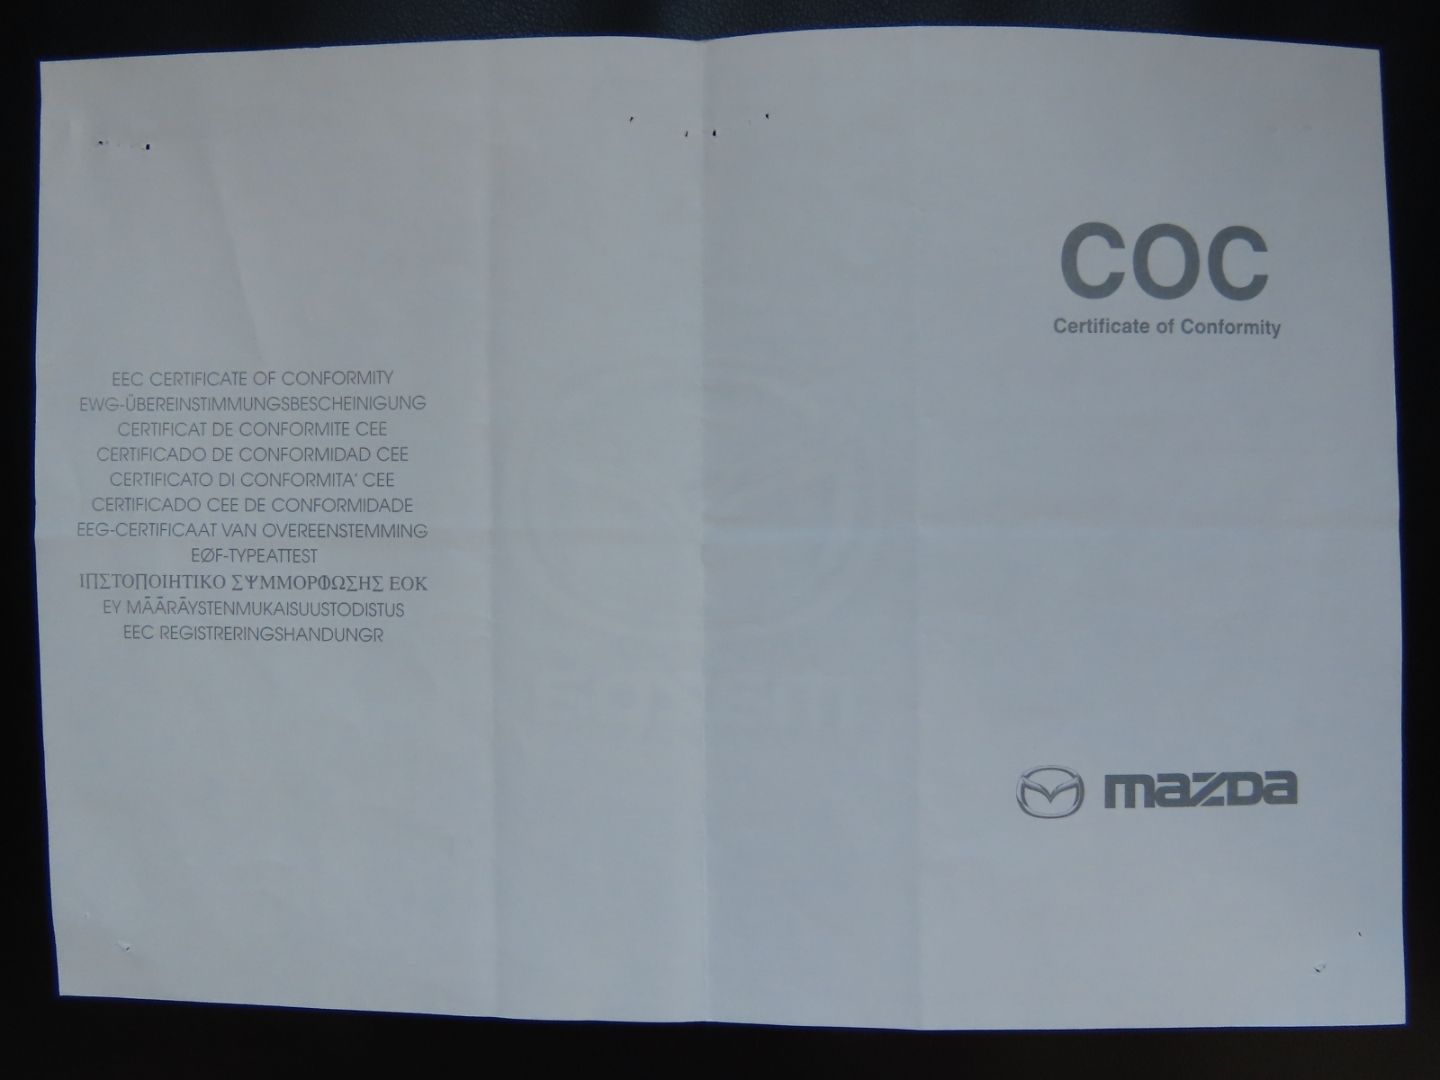 EEC CERTIFICATE OF CONFORMITY
EWG-ÜBEREINSTIMMUNGSBESCHEINIGUNG
CERTIFICAT DE CONFORMITE CEE
CERTIFICADO DE CONFORMIDAD CEE
CERTIFICATO DI CONFORMITA' CEE
CERTIFICADO CEE DE CONFORMIDADE
EEG-CERTIFICAAT VAN OVEREENSTEMMING
EØF-TYPEATTEST
ΙΠΣΤΟΠΟΙΗΤΙΚΟ ΣΨΜΜΟΡΦΩΣΗΣ ΕΟΚ
EY MĀĀRĀYSTENMUKAISUUSTODISTUS
EEC REGISTRERINGSHANDUNGR
COC
Certificate of Conformity
mazda